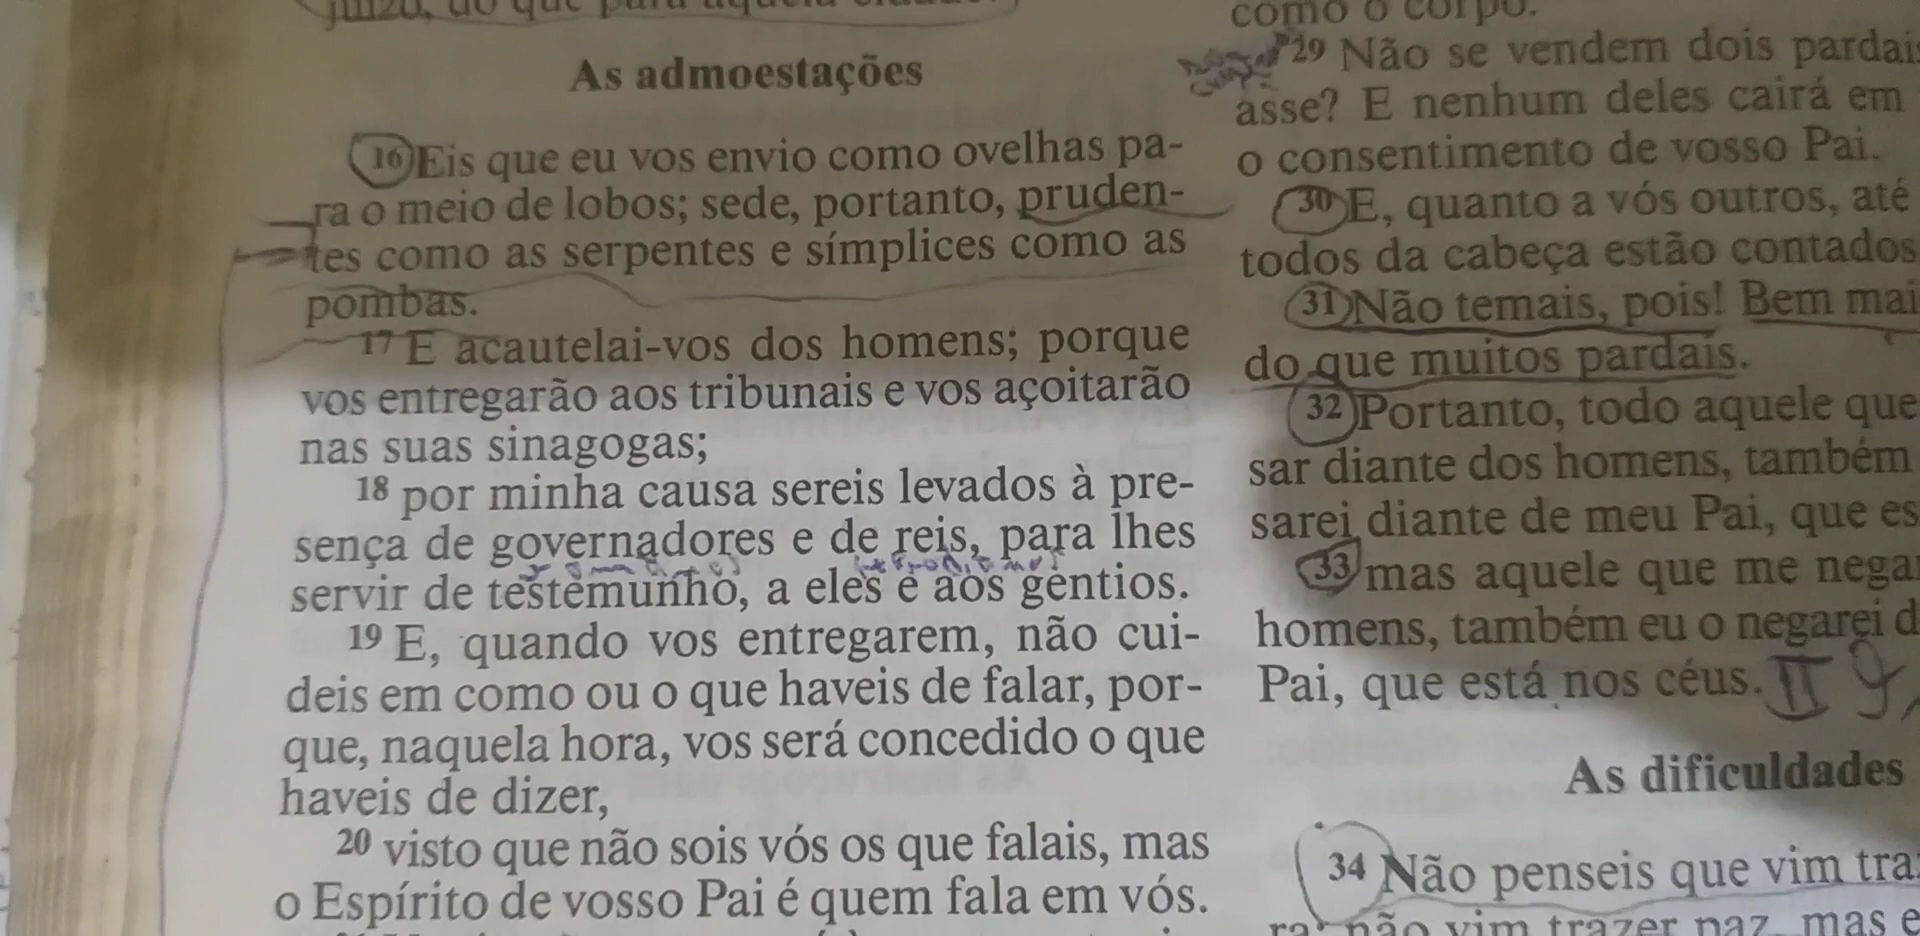 As admoestações
16 Eis que eu vos envio como ovelhas pa-
ra o meio de lobos; sede, portanto, pruden-
tes como as serpentes e símplices como as
pombas.
17 E acautelai-vos dos homens; porque
vos entregarão aos tribunais e vos açoitarão
nas suas sinagogas;
18 por minha causa sereis levados à pre-
sença de governadores e de reis, para lhes
servir de testemunho, a eles e aos gentios.
19 E, quando vos entregarem, não cui-
deis em como ou o que haveis de falar, por-
que, naquela hora, vos será concedido o que
haveis de dizer,
20 visto que não sois vós os que falais, mas
o Espírito de vosso Pai é quem fala em vós.
como o corpo.
29 Não se vendem dois pardais
asse? E nenhum deles cairá em
o consentimento de vosso Pai.
30 E, quanto a vós outros, até
todos da cabeça estão contados
31 Não temais, pois! Bem mai
do que muitos pardais.
32 Portanto, todo aquele que
sar diante dos homens, também
sarei diante de meu Pai, que es
33 mas aquele que me nega
homens, também eu o negarei d
Pai, que está nos céus.
As dificuldades
34 Não penseis que vim tra
não vim trazer paz, mas e